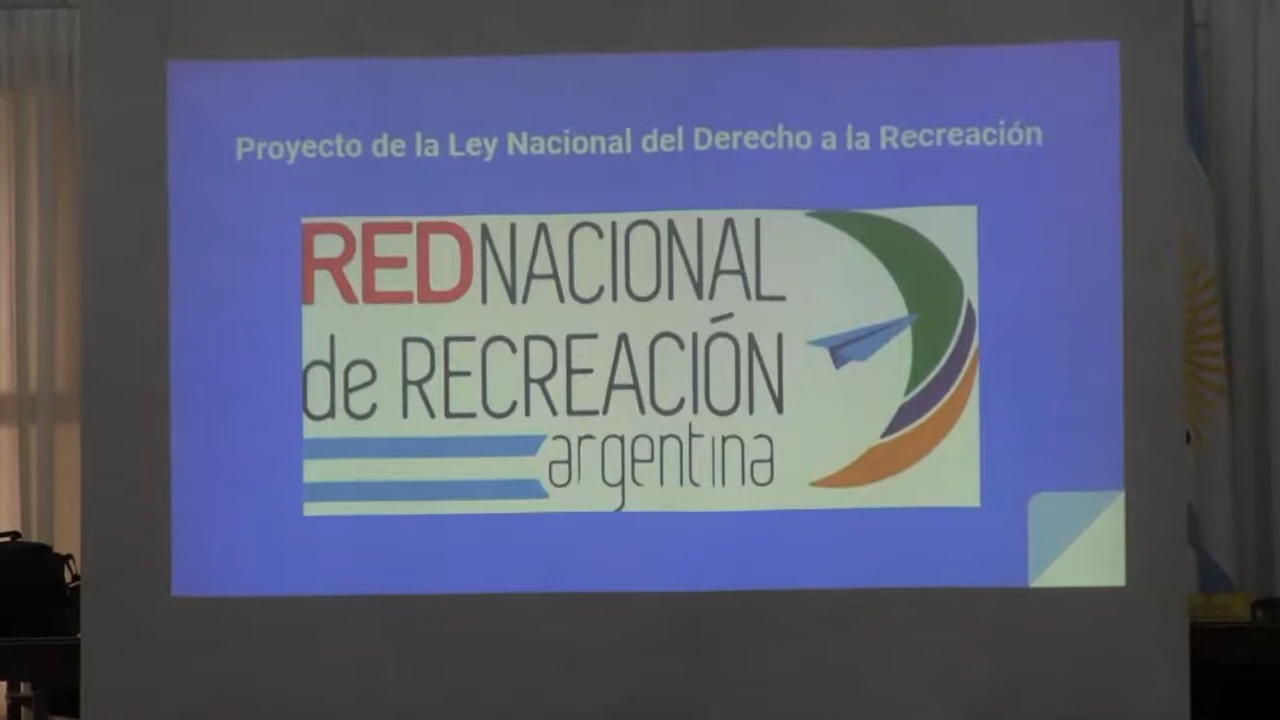 Proyecto de la Ley Nacional del Derecho a la Recreación
RED NACIONAL
de RECREACIÓN
argentina